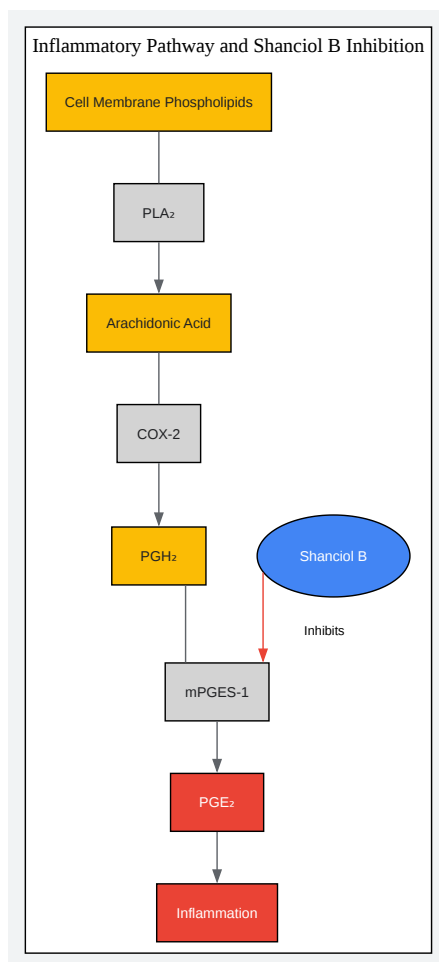 Inflammatory Pathway and Shanciol B Inhibition
Cell Membrane Phospholipids
PLA₂
Arachidonic Acid
COX-2
PGH₂
Shanciol B
Inhibits
mPGES-1
PGE₂
Inflammation